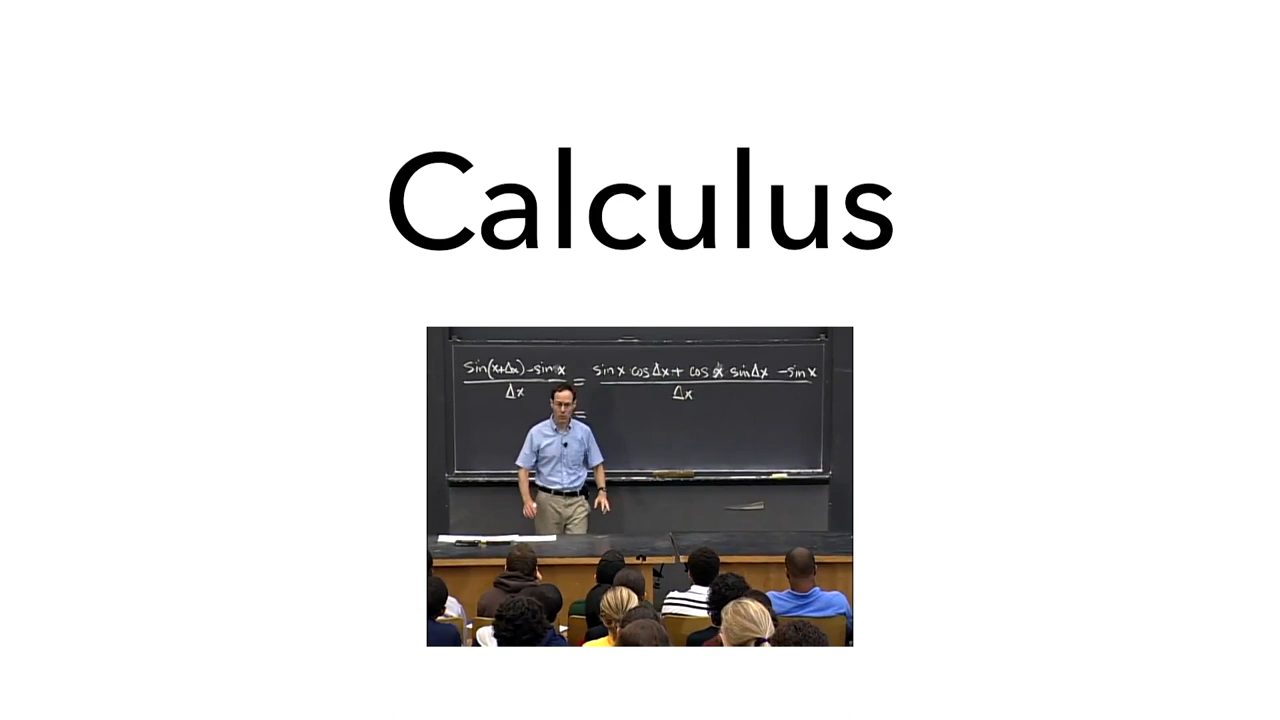 Calculus
sin(x+Δx) - sin x = sin x cos Δx + cos x sin Δx - sin x
Δx Δx
=